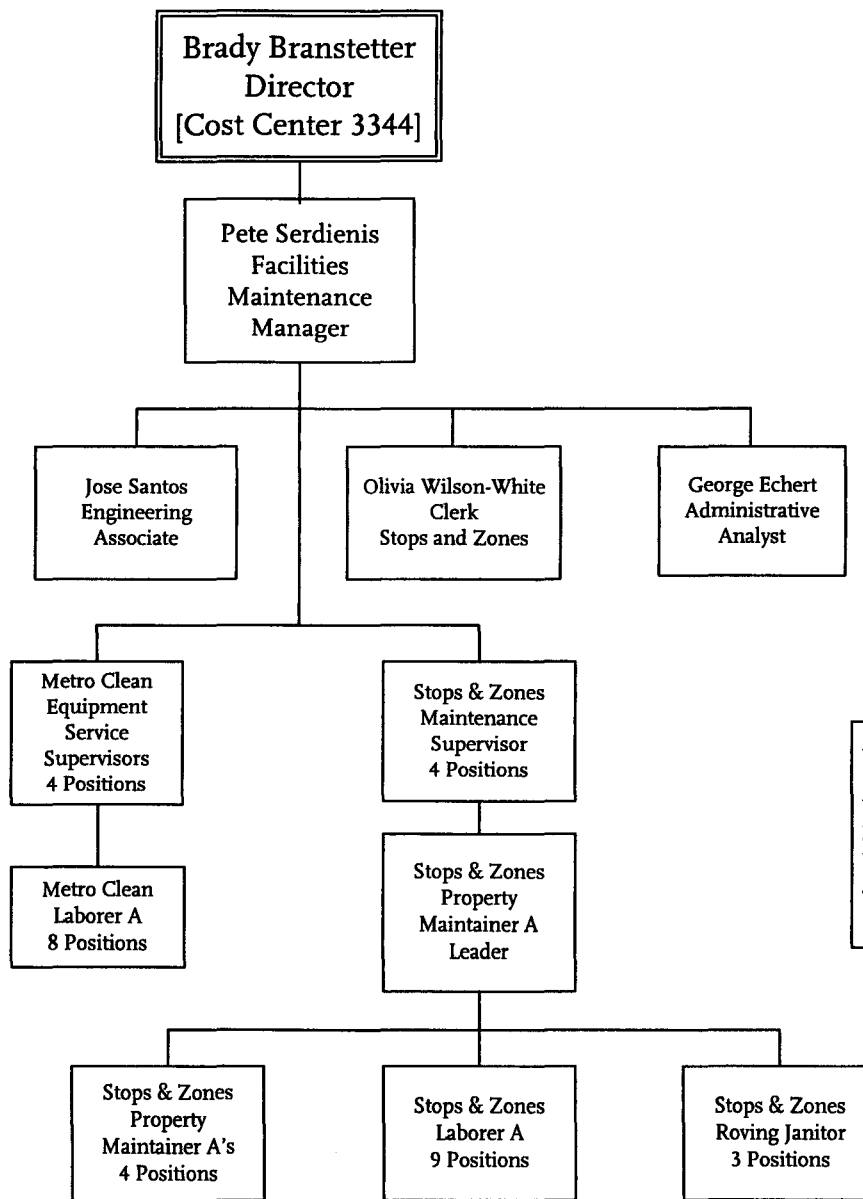 Brady Branstetter
Director
[Cost Center 3344]
Pete Serdienis
Facilities
Maintenance
Manager
Jose Santos
Engineering
Associate
Olivia Wilson-White
Clerk
Stops and Zones
George Echert
Administrative
Analyst
Metro Clean
Equipment
Service
Supervisors
4 Positions
Stops & Zones
Maintenance
Supervisor
4 Positions
Metro Clean
Laborer A
8 Positions
Stops & Zones
Property
Maintainer A
Leader
Stops & Zones
Property
Maintainer A's
4 Positions
Stops & Zones
Laborer A
9 Positions
Stops & Zones
Roving Janitor
3 Positions